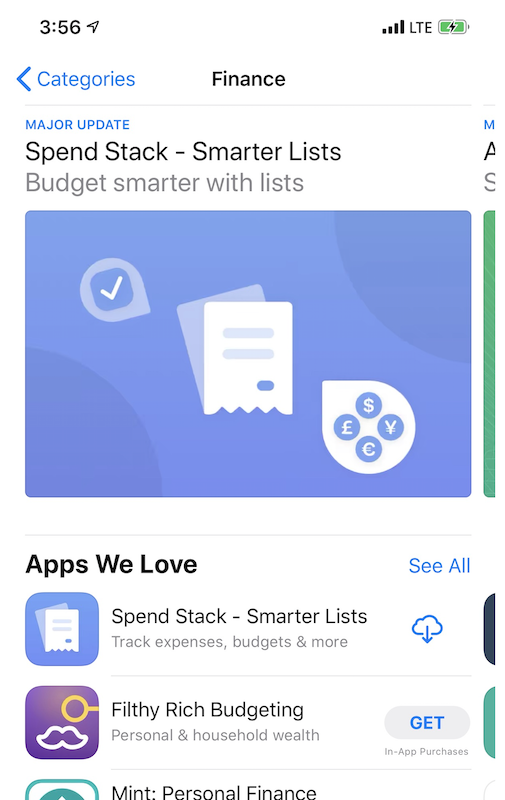 3:56 LTE
Categories Finance
MAJOR UPDATE
Spend Stack - Smarter Lists
Budget smarter with lists
$
£ ¥
€
Apps We Love See All
Spend Stack - Smarter Lists
Track expenses, budgets & more
Filthy Rich Budgeting
Personal & household wealth
GET
In-App Purchases
Mint: Personal Finance